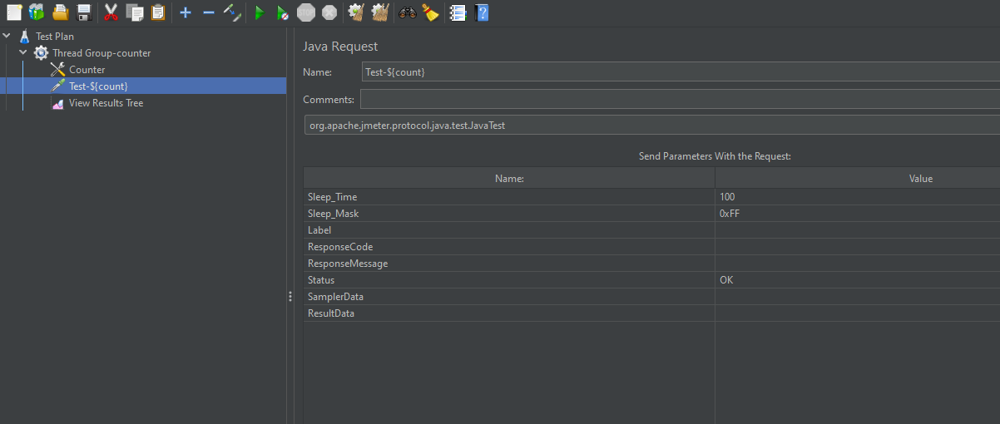 Test Plan
Thread Group-counter
Counter
Test-${count}
View Results Tree
Java Request
Name: Test-${count}
Comments:
org.apache.jmeter.protocol.java.test.JavaTest
Send Parameters With the Request:
Name: Value
Sleep_Time 100
Sleep_Mask 0xFF
Label
ResponseCode
ResponseMessage
Status OK
SamplerData
ResultData